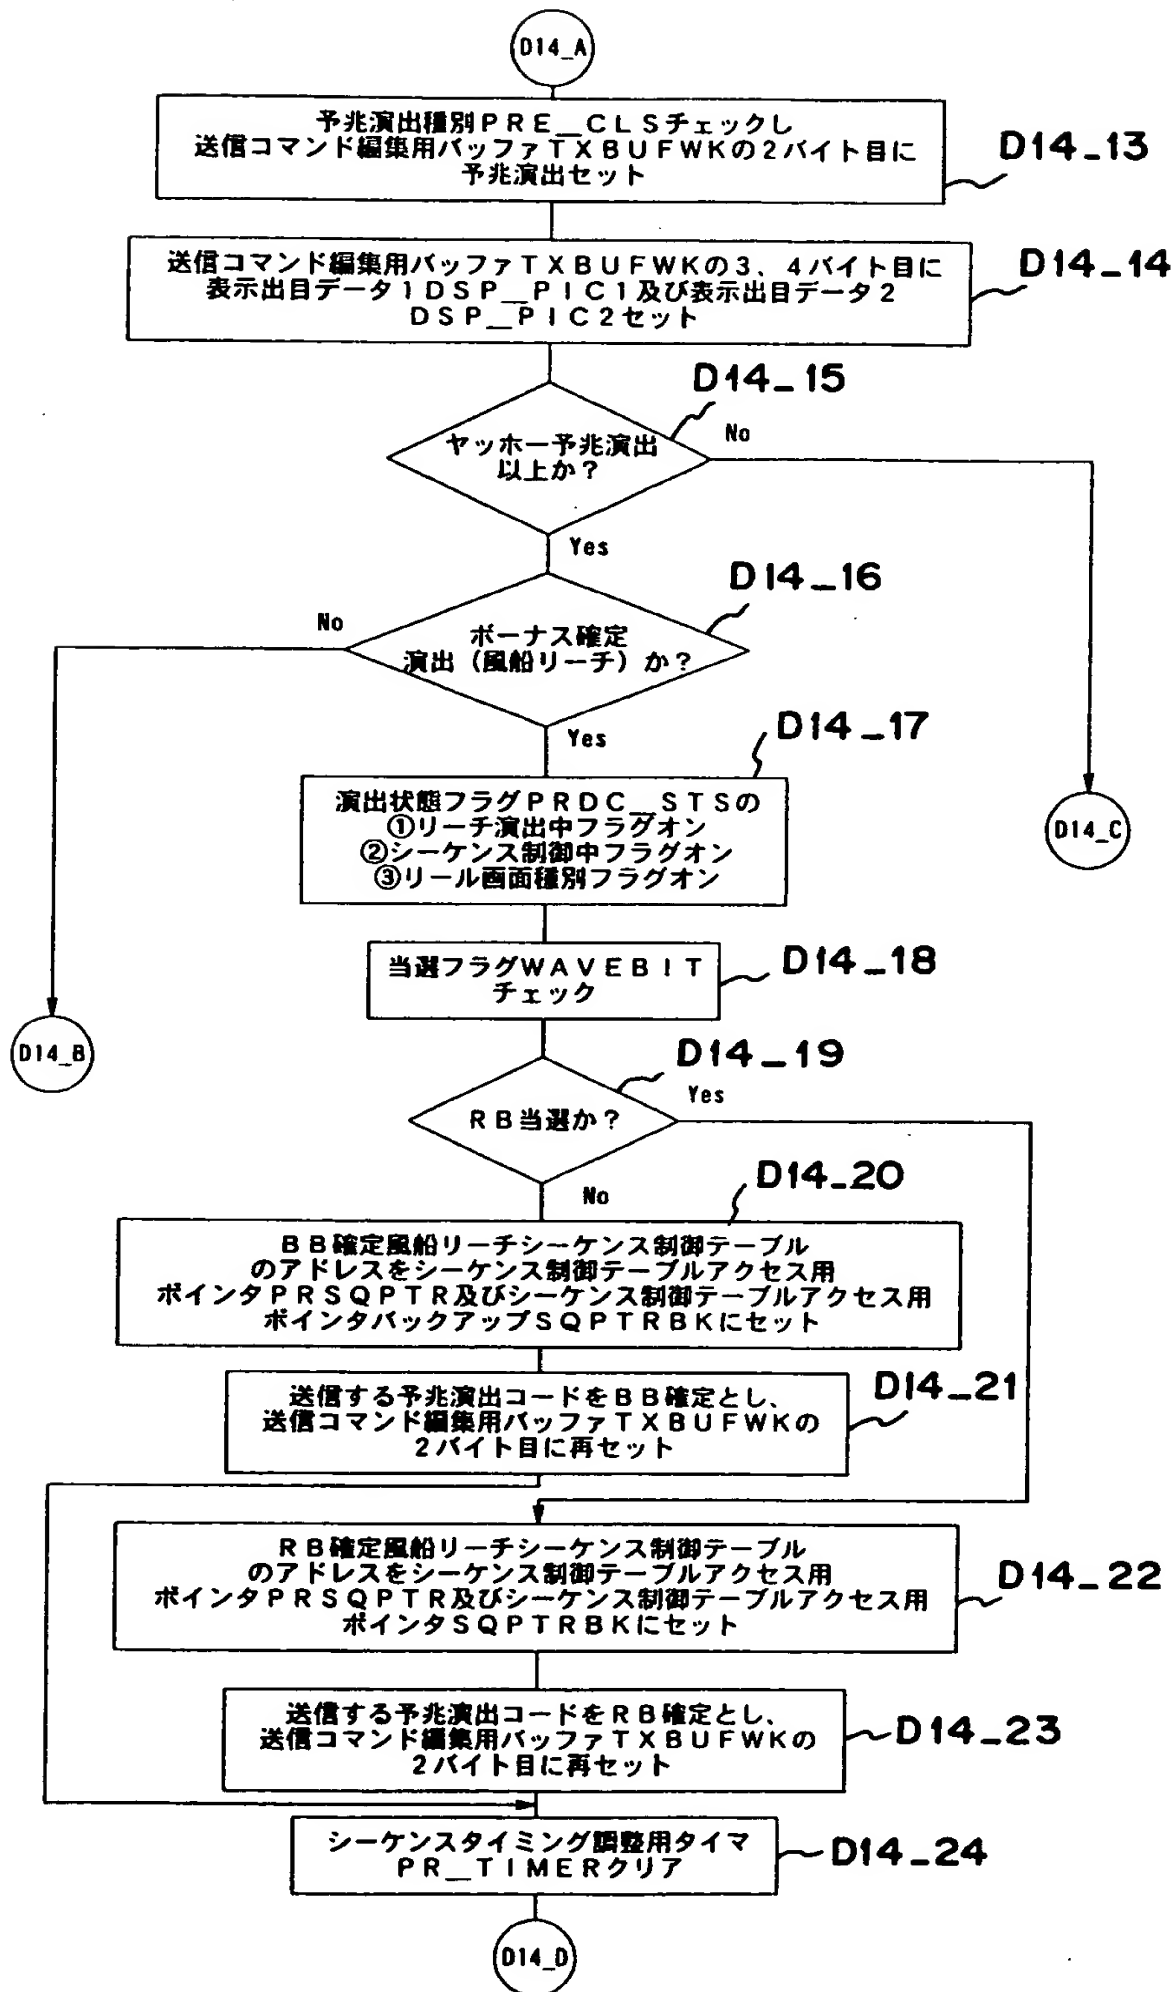 D14_A
予兆演出種別ＰＲＥ＿ＣＬＳチェックし
送信コマンド編集用バッファＴＸＢＵＦＷＫの２バイト目に
予兆演出セット
D14_13
送信コマンド編集用バッファＴＸＢＵＦＷＫの３、４バイト目に
表示出目データ１ＤＳＰ＿ＰＩＣ１及び表示出目データ２
ＤＳＰ＿ＰＩＣ２セット
D14_14
D14_15
ヤッホー予兆演出
以上か？
No
Yes
D14_16
No
ボーナス確定
演出（風船リーチ）か？
Yes
D14_17
演出状態フラグＰＲＤＣ＿ＳＴＳの
①リーチ演出中フラグオン
②シーケンス制御中フラグオン
③リール画面種別フラグオン
D14_C
当選フラグＷＡＶＥＢＩＴ
チェック
D14_18
D14_B
D14_19
ＲＢ当選か？
Yes
No
D14_20
ＢＢ確定風船リーチシーケンス制御テーブル
のアドレスをシーケンス制御テーブルアクセス用
ポインタＰＲＳＱＰＴＲ及びシーケンス制御テーブルアクセス用
ポインタバックアップＳＱＰＴＲＢＫにセット
送信する予兆演出コードをＢＢ確定とし、
送信コマンド編集用バッファＴＸＢＵＦＷＫの
２バイト目に再セット
D14_21
ＲＢ確定風船リーチシーケンス制御テーブル
のアドレスをシーケンス制御テーブルアクセス用
ポインタＰＲＳＱＰＴＲ及びシーケンス制御テーブルアクセス用
ポインタＳＱＰＴＲＢＫにセット
D14_22
送信する予兆演出コードをＲＢ確定とし、
送信コマンド編集用バッファＴＸＢＵＦＷＫの
２バイト目に再セット
D14_23
シーケンスタイミング調整用タイマ
ＰＲ＿ＴＩＭＥＲクリア
D14_24
D14_D